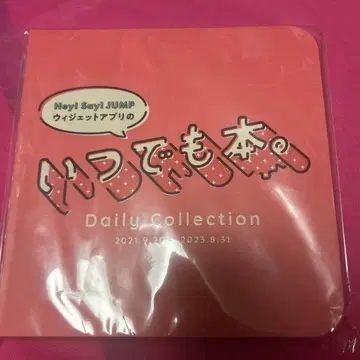 Hey! Say! JUMP
ウィジェットアプリの
いつでも本。
Daily Collection
2021.9.20 - 2023.8.31